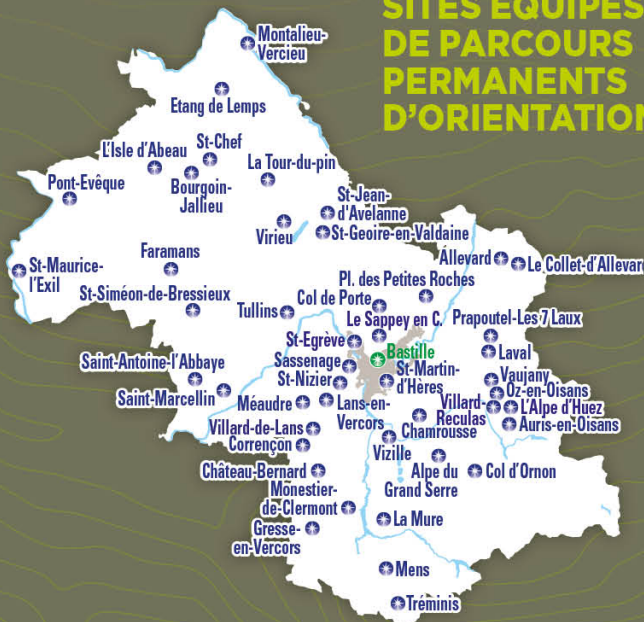 SITES ÉQUIPÉS
DE PARCOURS
PERMANENTS
D'ORIENTATION
Montalieu-
Vercieu
Etang de Lemps
L'Isle d'Abeau
St-Chef
La Tour-du-pin
Pont-Evêque
Bourgoin-
Jallieu
St-Jean-
d'Avelanne
Virieu
St-Geoire-en-Valdaine
St-Maurice-
l'Exil
Faramans
Allevard
Le Collet-d'Allevard
St-Siméon-de-Bressieux
Tullins
Col de Porte
Pl. des Petites Roches
Le Sappey en C.
Prapoutel-Les 7 Laux
St-Egrève
Bastille
Laval
Saint-Antoine-l'Abbaye
Sassenage
St-Martin-
d'Hères
Vaujany
St-Nizier
Oz-en-Oisans
Saint-Marcellin
Méaudre
Lans-en-
Vercors
Villard-
Reculas
L'Alpe d'Huez
Chamrousse
Auris-en-Oisans
Villard-de-Lans
Corrençon
Vizille
Château-Bernard
Alpe du
Grand Serre
Col d'Ornon
Monestier-
de-Clermont
La Mure
Gresse-
en-Vercors
Mens
Tréminis